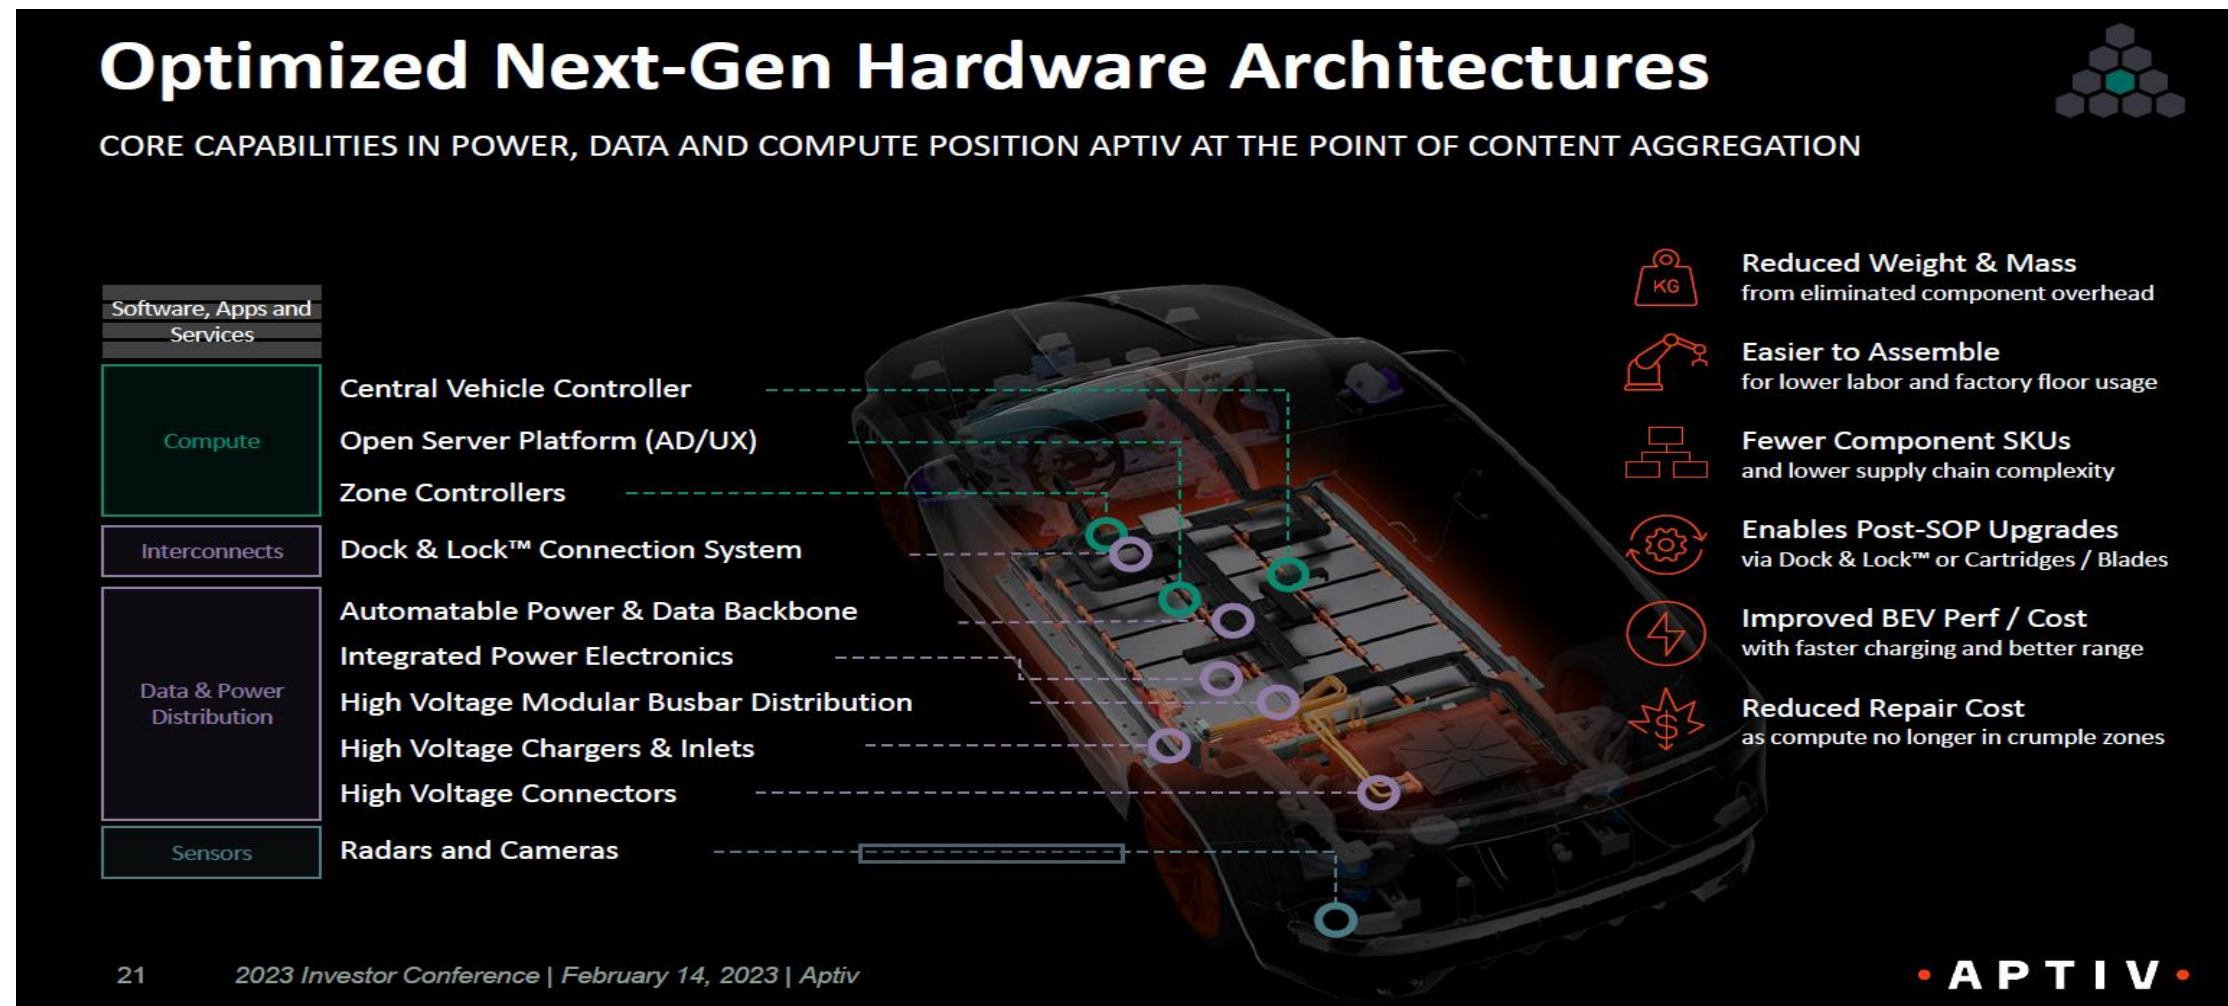 Optimized Next-Gen Hardware Architectures
CORE CAPABILITIES IN POWER, DATA AND COMPUTE POSITION APTIV AT THE POINT OF CONTENT AGGREGATION
Software, Apps and
Services
Compute
Central Vehicle Controller
Open Server Platform (AD/UX)
Zone Controllers
Interconnects
Dock & Lock™ Connection System
Data & Power
Distribution
Automatable Power & Data Backbone
Integrated Power Electronics
High Voltage Modular Busbar Distribution
High Voltage Chargers & Inlets
High Voltage Connectors
Sensors
Radars and Cameras
KG
Reduced Weight & Mass
from eliminated component overhead
Easier to Assemble
for lower labor and factory floor usage
Fewer Component SKUs
and lower supply chain complexity
Enables Post-SOP Upgrades
via Dock & Lock™ or Cartridges / Blades
Improved BEV Perf / Cost
with faster charging and better range
$
Reduced Repair Cost
as compute no longer in crumple zones
21
2023 Investor Conference | February 14, 2023 | Aptiv
• A P T I V •